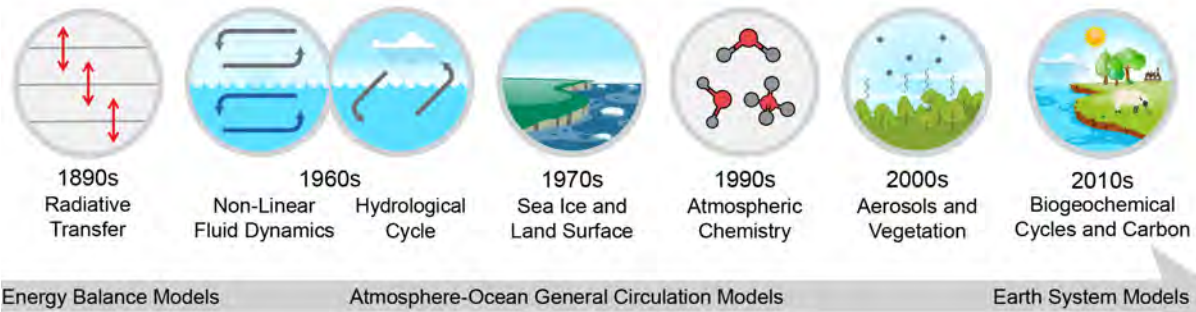 1890s
Radiative
Transfer
1960s
Non-Linear
Fluid Dynamics
Hydrological
Cycle
1970s
Sea Ice and
Land Surface
1990s
Atmospheric
Chemistry
2000s
Aerosols and
Vegetation
2010s
Biogeochemical
Cycles and Carbon
Energy Balance Models
Atmosphere-Ocean General Circulation Models
Earth System Models